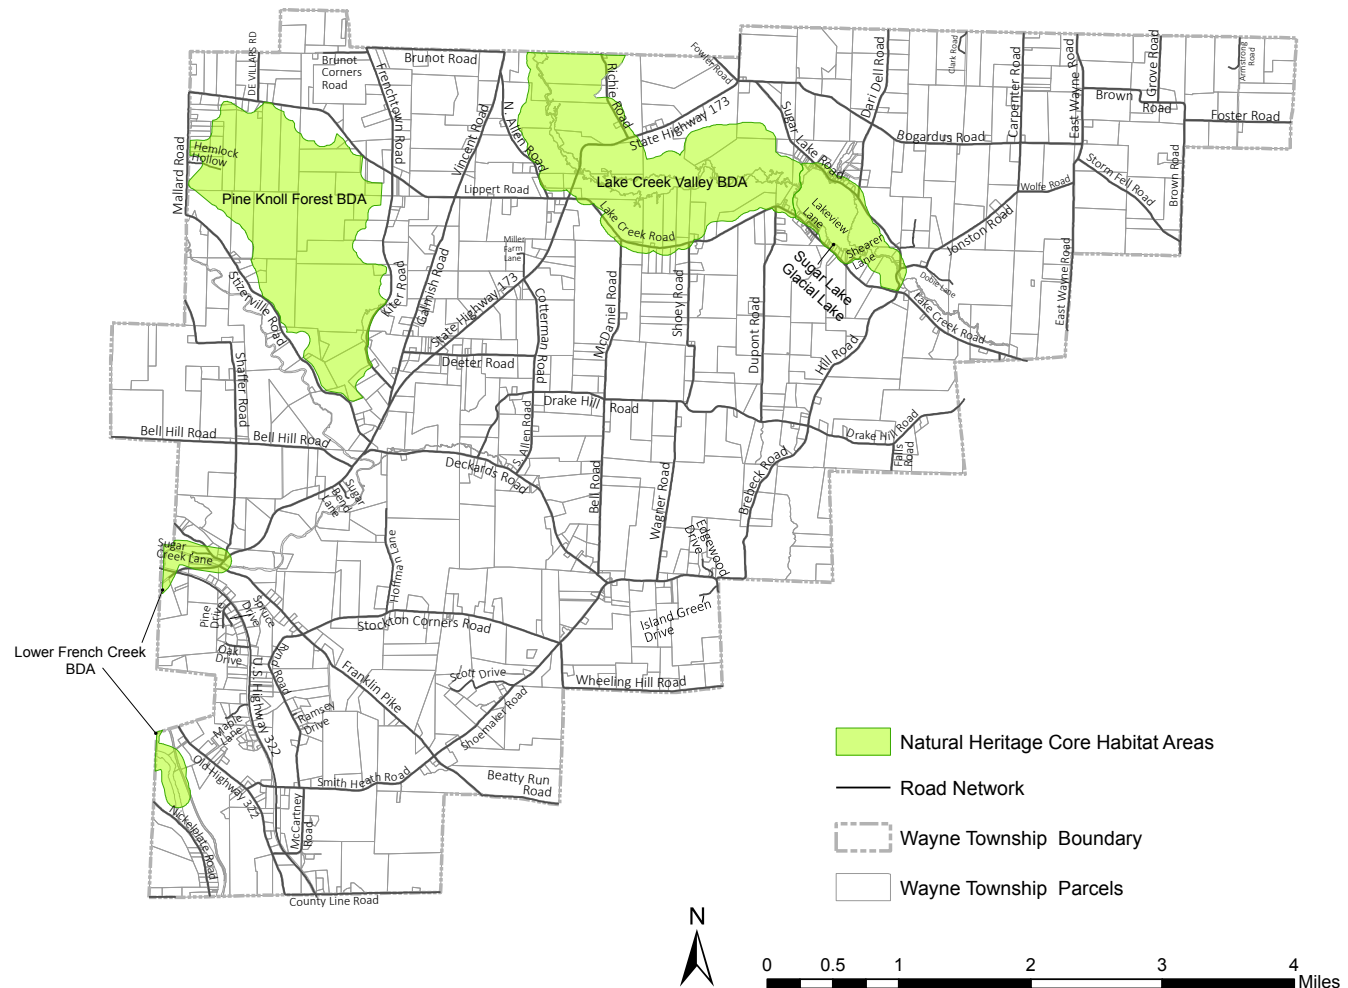 DE VILLARS RD
Brunot
Corners
Road
Brunot Road
Frenchtown Road
Vincent Road
N. Allen Road
Richie Road
Fowler Road
State Highway 173
Sugar Lake Road
Dari Dell Road
Clark Road
Carpenter Road
East Wayne Road
Grove Road
Armstrong
Road
Brown
Road
Foster Road
Bogardus Road
Storm Fell Road
Brown Road
Wolfe Road
Mallard Road
Hemlock
Hollow
Pine Knoll Forest BDA
Lippert Road
Lake Creek Valley BDA
Lake Creek Road
Lakeview
Lane
Shearer
Lane
Sugar Lake
Glacial Lake
Jonston Road
Doble Lane
Lake Creek Road
East Wayne Road
Miller
Farm
Lane
Stizerville Road
Kiter Road
Galmish Road
State Highway 173
Cotterman Road
McDaniel Road
Shoey Road
Dupont Road
Hill Road
Deeter Road
Shaffer Road
Drake Hill
Road
Drake Hill Road
Falls
Road
Bell Hill Road
Bell Hill Road
S. Allen Road
Deckards Road
Sugar
Bend
Lane
Bell Road
Wagner Road
Brebeck Road
Edgewood
Drive
Sugar
Creek Lane
Hoffman Lane
Pine
Drive
Spruce
Drive
Island Green
Drive
Stockton Corners Road
Lower French Creek
BDA
Oak
Drive
Rynd Road
U.S. Highway 322
Franklin Pike
Scott Drive
Wheeling Hill Road
Ramsey
Drive
Maple
Lane
Shoemaker Road
Old Highway 322
Smith Heath Road
Beatty Run
Road
Nickelplate Road
McCartney
Road
County Line Road
Natural Heritage Core Habitat Areas
Road Network
Wayne Township Boundary
Wayne Township Parcels
N
0 0.5 1 2 3 4
Miles